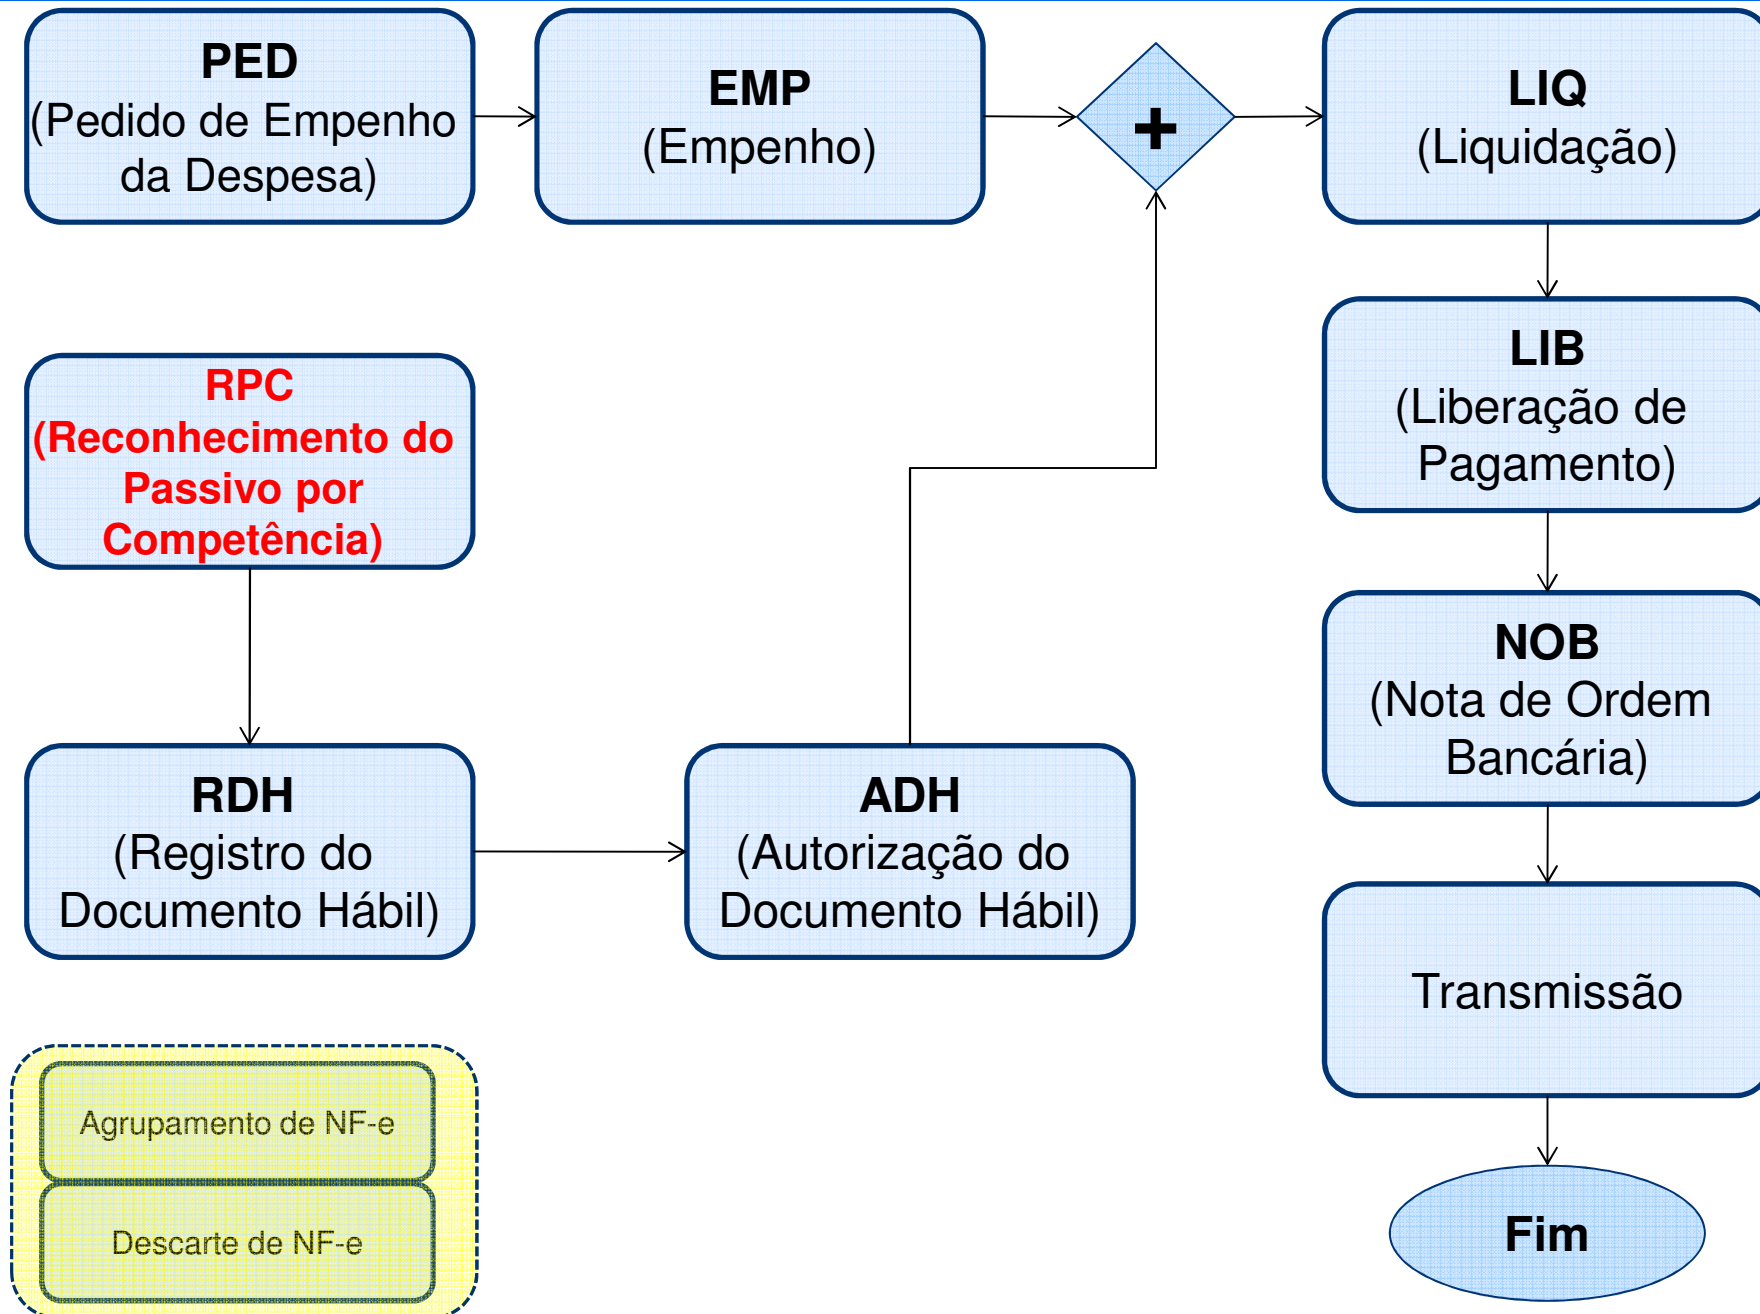 PED
(Pedido de Empenho
da Despesa)
EMP
(Empenho)
+
LIQ
(Liquidação)
RPC
(Reconhecimento do
Passivo por
Competência)
LIB
(Liberação de
Pagamento)
NOB
(Nota de Ordem
Bancária)
RDH
(Registro do
Documento Hábil)
ADH
(Autorização do
Documento Hábil)
Transmissão
Agrupamento de NF-e
Descarte de NF-e
Fim